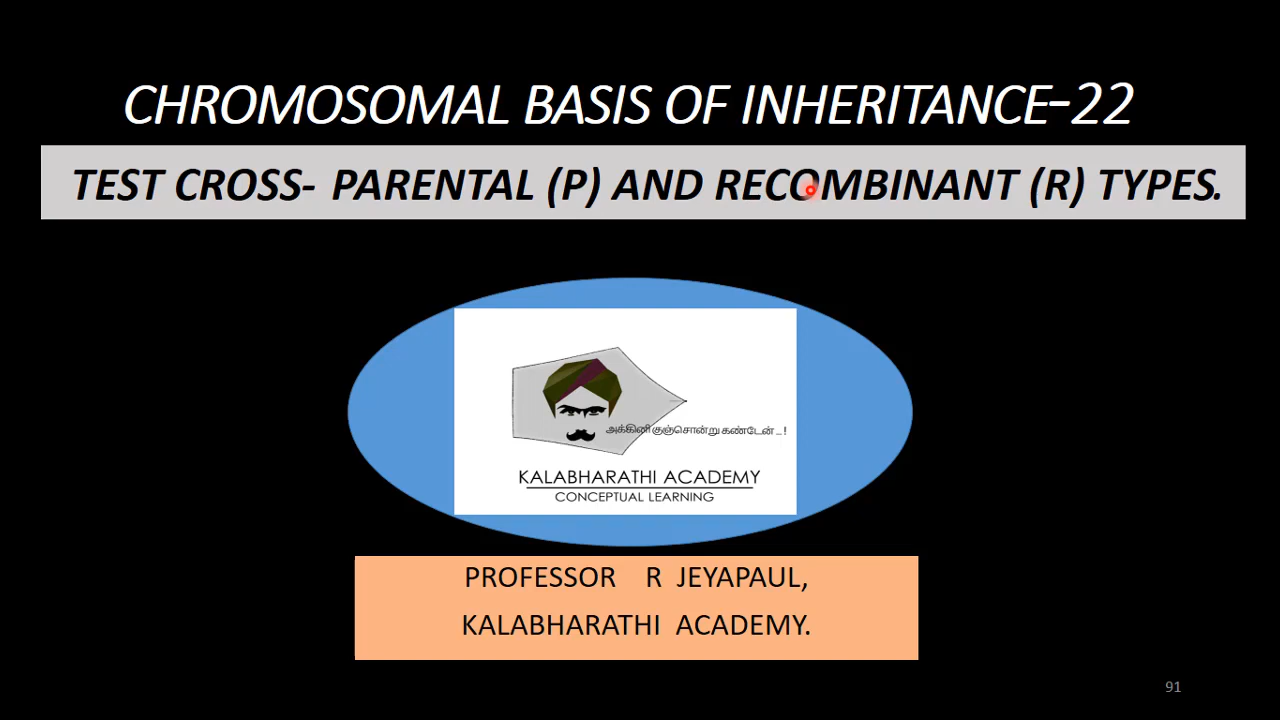 CHROMOSOMAL BASIS OF INHERITANCE-22
TEST CROSS- PARENTAL (P) AND RECOMBINANT (R) TYPES.
அக்கினி குஞ்சொன்று கண்டேன் ...!
KALABHARATHI ACADEMY
CONCEPTUAL LEARNING
PROFESSOR R JEYAPAUL,
KALABHARATHI ACADEMY.
91